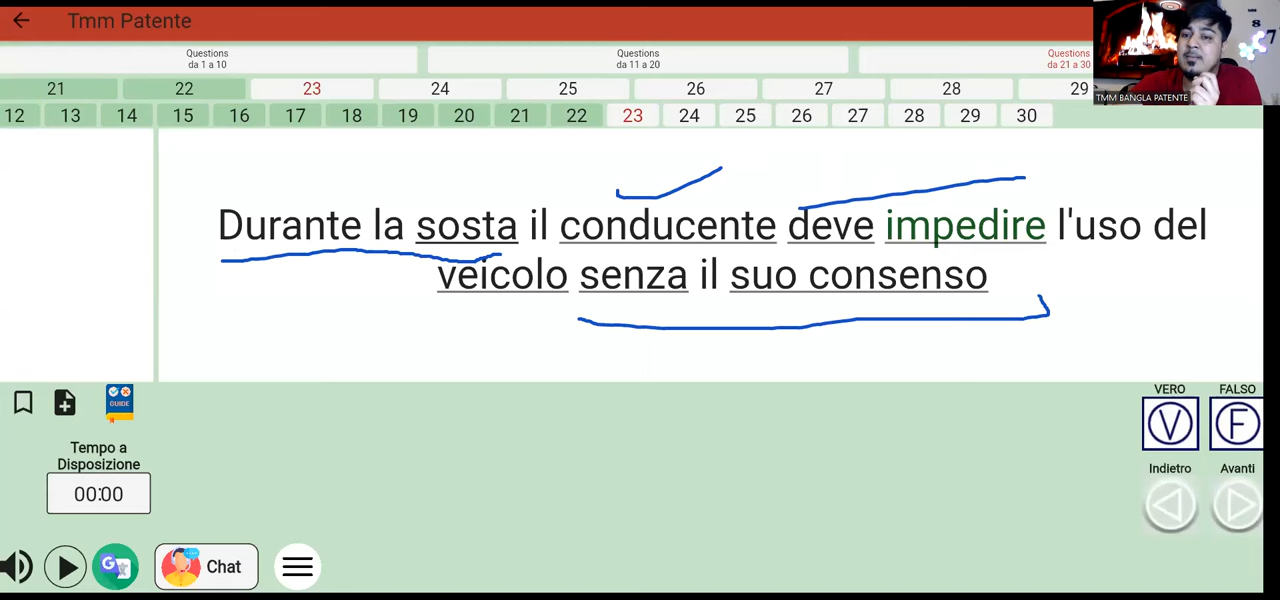 Tmm Patente
Questions
da 1 a 10
Questions
da 11 a 20
Questions
da 21 a 30
21 22 23 24 25 26 27 28 29
12 13 14 15 16 17 18 19 20 21 22 23 24 25 26 27 28 29 30
TMM BANGLA PATENTE
Durante la sosta il conducente deve impedire l'uso del
veicolo senza il suo consenso
GUIDE
VERO FALSO
V F
Tempo a
Disposizione
00:00
Indietro Avanti
Chat